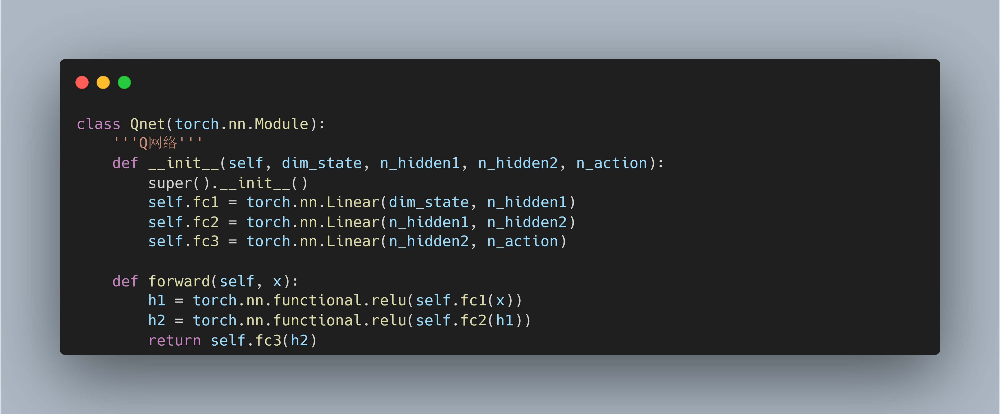 class Qnet(torch.nn.Module):
    '''Q网络'''
    def __init__(self, dim_state, n_hidden1, n_hidden2, n_action):
        super().__init__()
        self.fc1 = torch.nn.Linear(dim_state, n_hidden1)
        self.fc2 = torch.nn.Linear(n_hidden1, n_hidden2)
        self.fc3 = torch.nn.Linear(n_hidden2, n_action)

    def forward(self, x):
        h1 = torch.nn.functional.relu(self.fc1(x))
        h2 = torch.nn.functional.relu(self.fc2(h1))
        return self.fc3(h2)